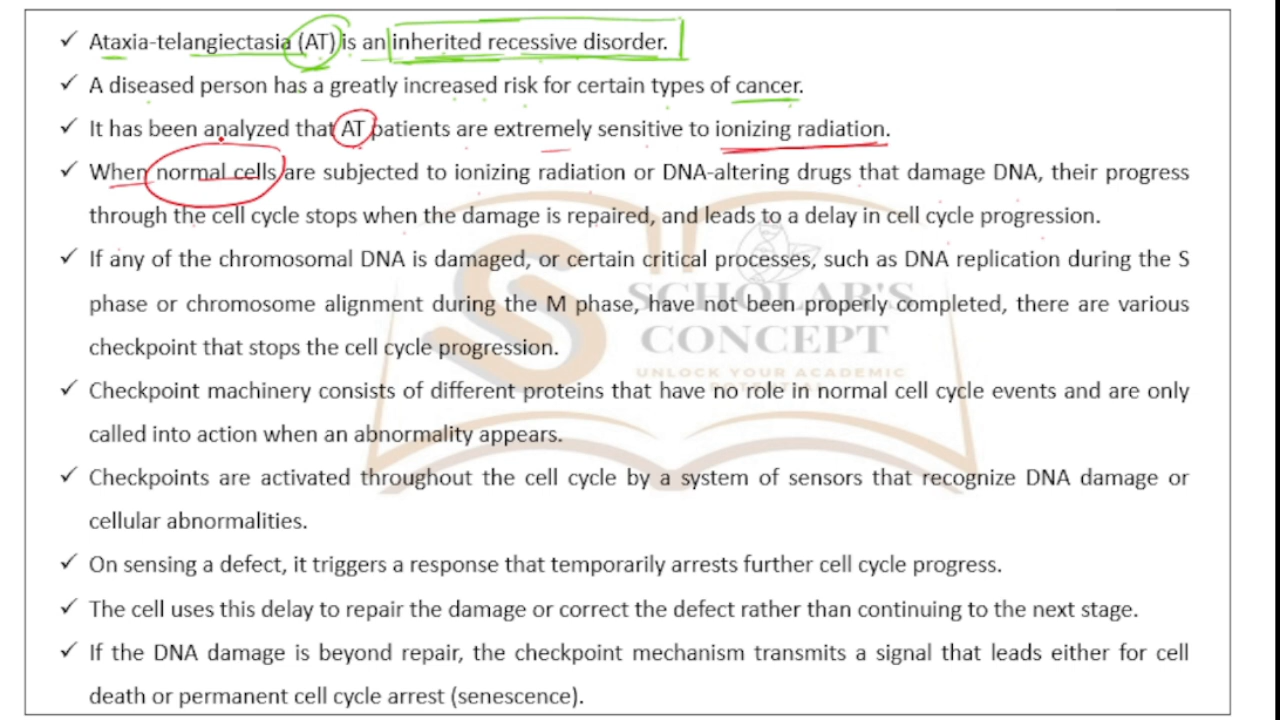 ✓ Ataxia-telangiectasia (AT) is an inherited recessive disorder.
✓ A diseased person has a greatly increased risk for certain types of cancer.
✓ It has been analyzed that AT patients are extremely sensitive to ionizing radiation.
✓ When normal cells are subjected to ionizing radiation or DNA-altering drugs that damage DNA, their progress
through the cell cycle stops when the damage is repaired, and leads to a delay in cell cycle progression.
✓ If any of the chromosomal DNA is damaged, or certain critical processes, such as DNA replication during the S
phase or chromosome alignment during the M phase, have not been properly completed, there are various
checkpoint that stops the cell cycle progression.
✓ Checkpoint machinery consists of different proteins that have no role in normal cell cycle events and are only
called into action when an abnormality appears.
✓ Checkpoints are activated throughout the cell cycle by a system of sensors that recognize DNA damage or
cellular abnormalities.
✓ On sensing a defect, it triggers a response that temporarily arrests further cell cycle progress.
✓ The cell uses this delay to repair the damage or correct the defect rather than continuing to the next stage.
✓ If the DNA damage is beyond repair, the checkpoint mechanism transmits a signal that leads either for cell
death or permanent cell cycle arrest (senescence).
SCHOLAR'S
CONCEPT
UNLOCK YOUR ACADEMIC